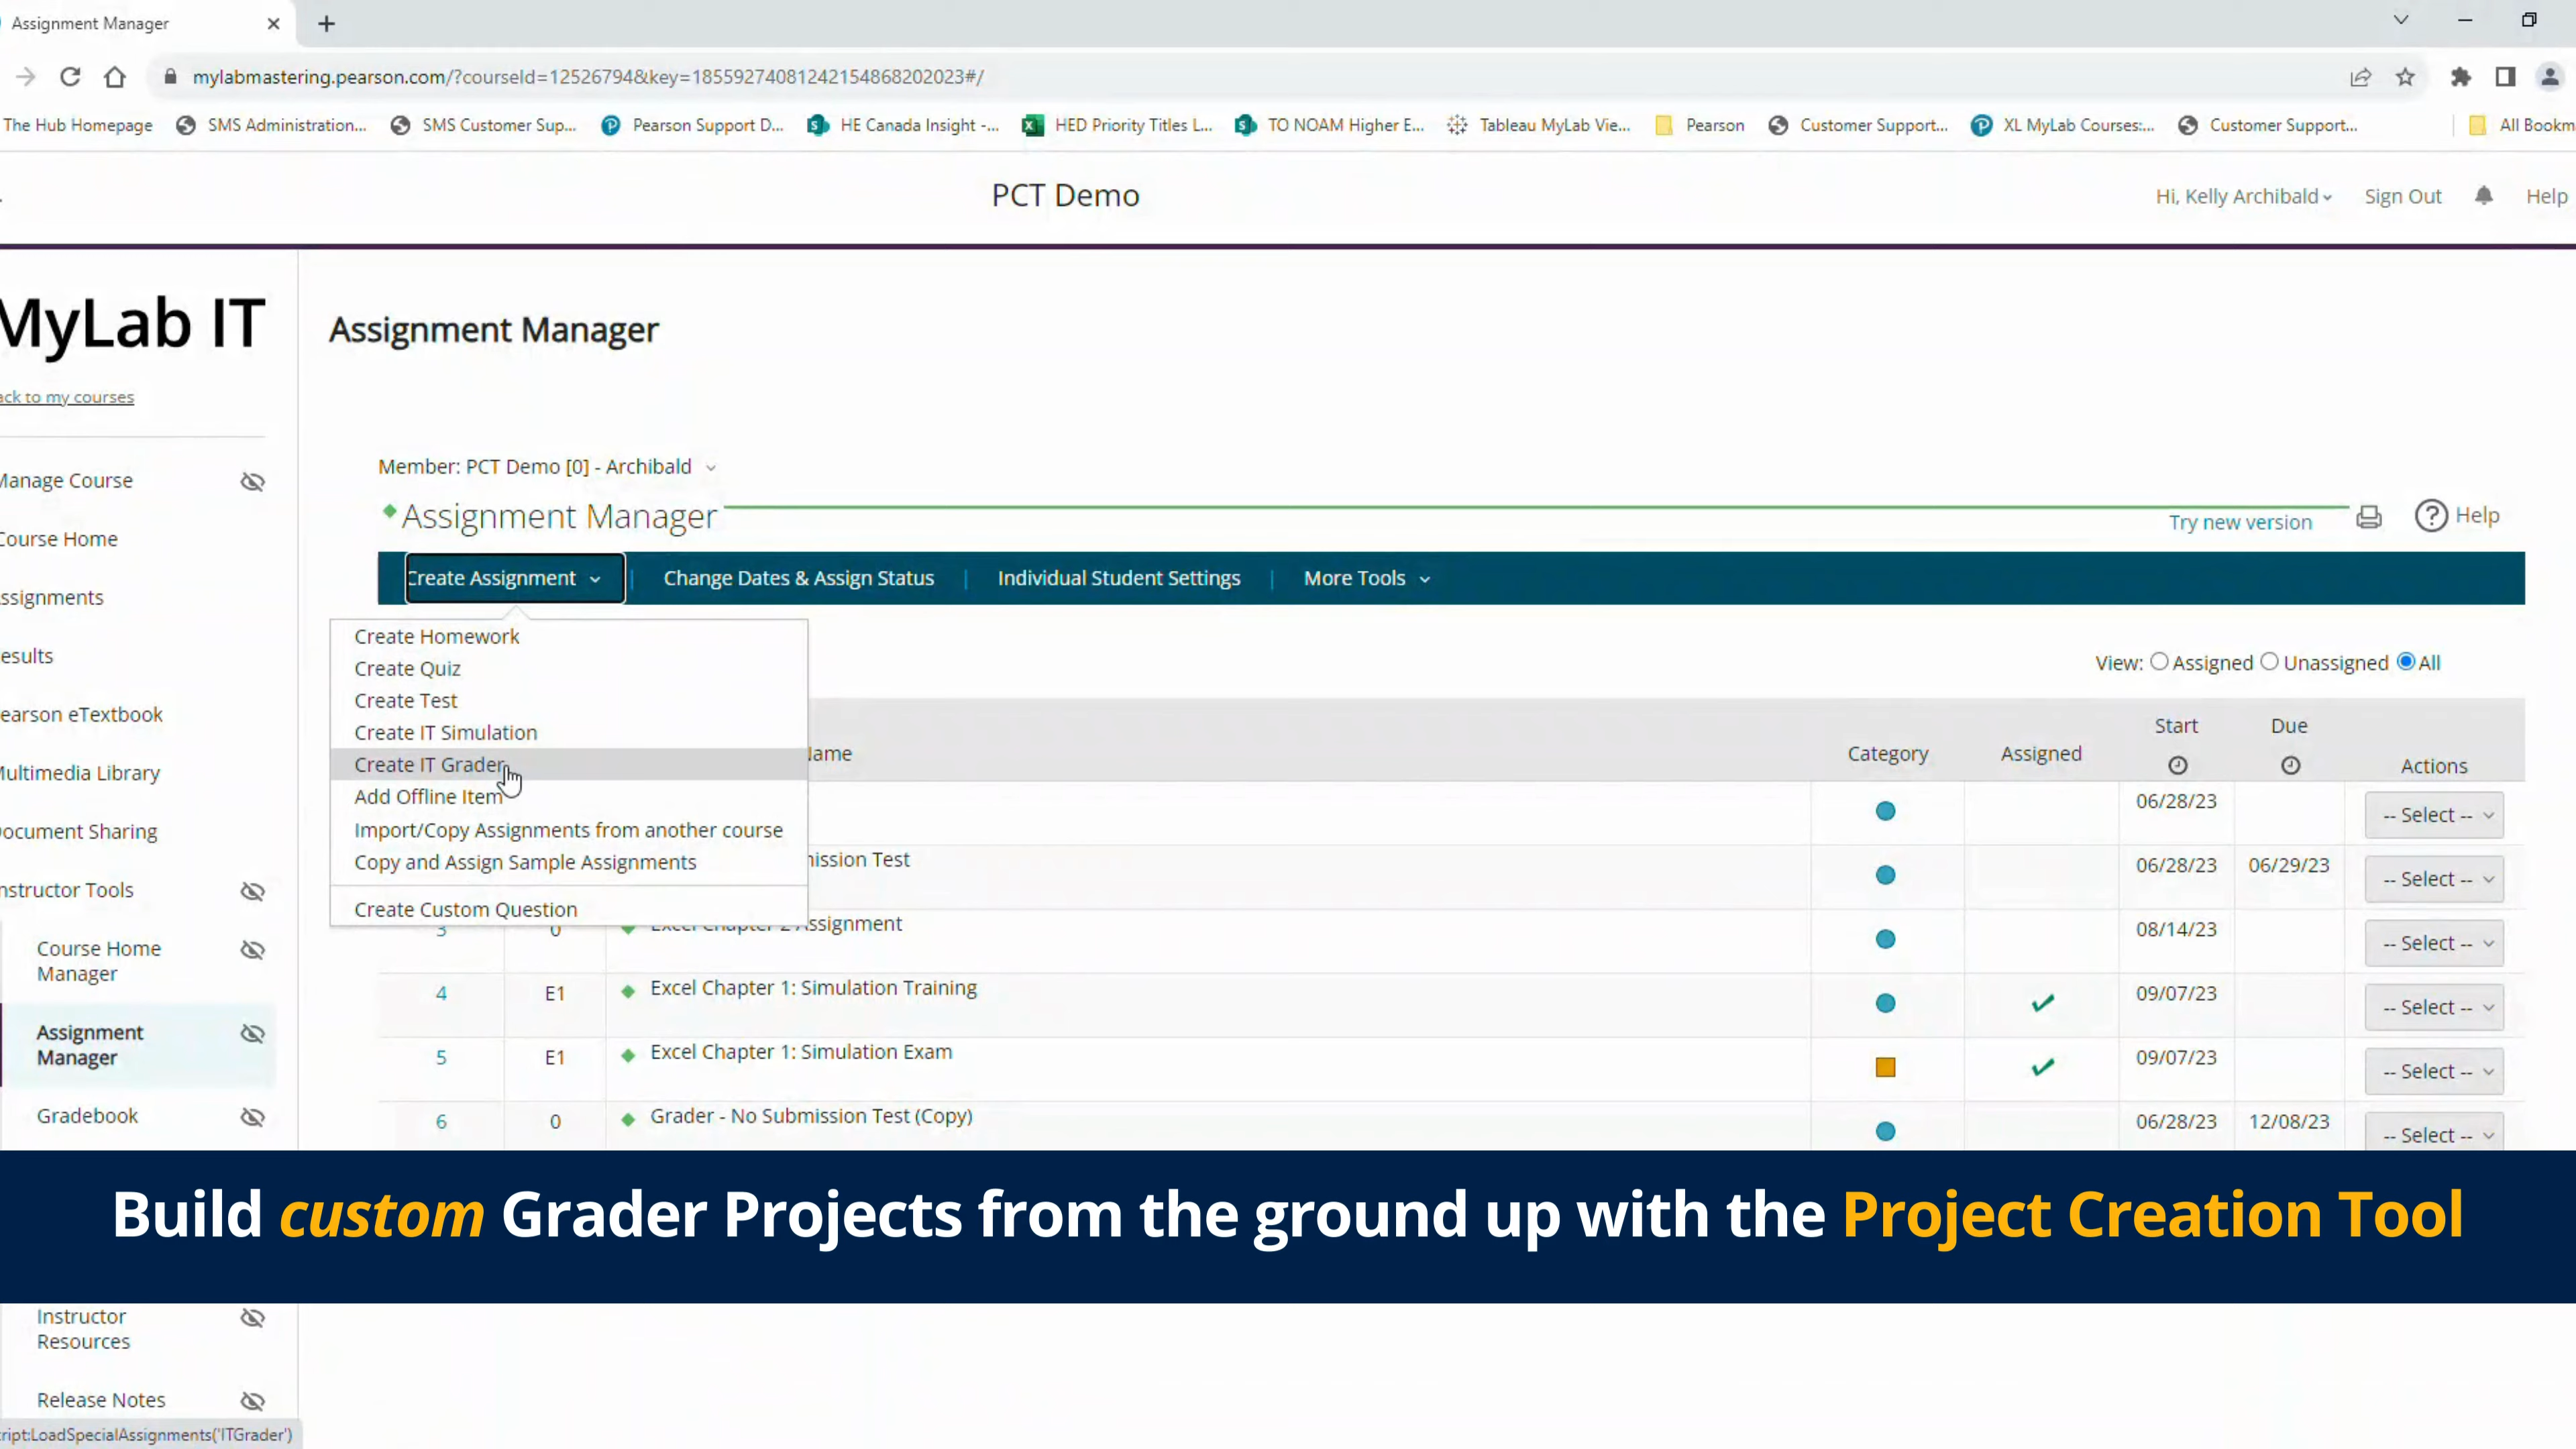 Assignment Manager
mylabmastering.pearson.com/?courseId=12526794&key=18559274081242154868202023#/
The Hub Homepage SMS Administration... SMS Customer Sup... Pearson Support D... HE Canada Insight -... HED Priority Titles L... TO NOAM Higher E... Tableau MyLab Vie... Pearson Customer Support... XL MyLab Courses:... Customer Support... All Bookm
PCT Demo
Hi, Kelly Archibald Sign Out Help
MyLab IT
ack to my courses
Manage Course
Course Home
ssignments
esults
earson eTextbook
Multimedia Library
ocument Sharing
nstructor Tools
Course Home
Manager
Assignment
Manager
Gradebook
Assignment Manager
Member: PCT Demo [0] - Archibald
Assignment Manager
Try new version Help
Create Assignment | Change Dates & Assign Status | Individual Student Settings | More Tools
Create Homework
Create Quiz
Create Test
Create IT Simulation
Create IT Grader
Add Offline Item
Import/Copy Assignments from another course
Copy and Assign Sample Assignments
Create Custom Question
View: Assigned Unassigned All
Name Category Assigned Start Due Actions
06/28/23 -- Select --
ission Test 06/28/23 06/29/23 -- Select --
3 0 Excel Chapter 2 Assignment 08/14/23 -- Select --
4 E1 Excel Chapter 1: Simulation Training 09/07/23 -- Select --
5 E1 Excel Chapter 1: Simulation Exam 09/07/23 -- Select --
6 0 Grader - No Submission Test (Copy) 06/28/23 12/08/23 -- Select --
Build custom Grader Projects from the ground up with the Project Creation Tool
Instructor
Resources
Release Notes
ript:LoadSpecialAssignments('ITGrader')